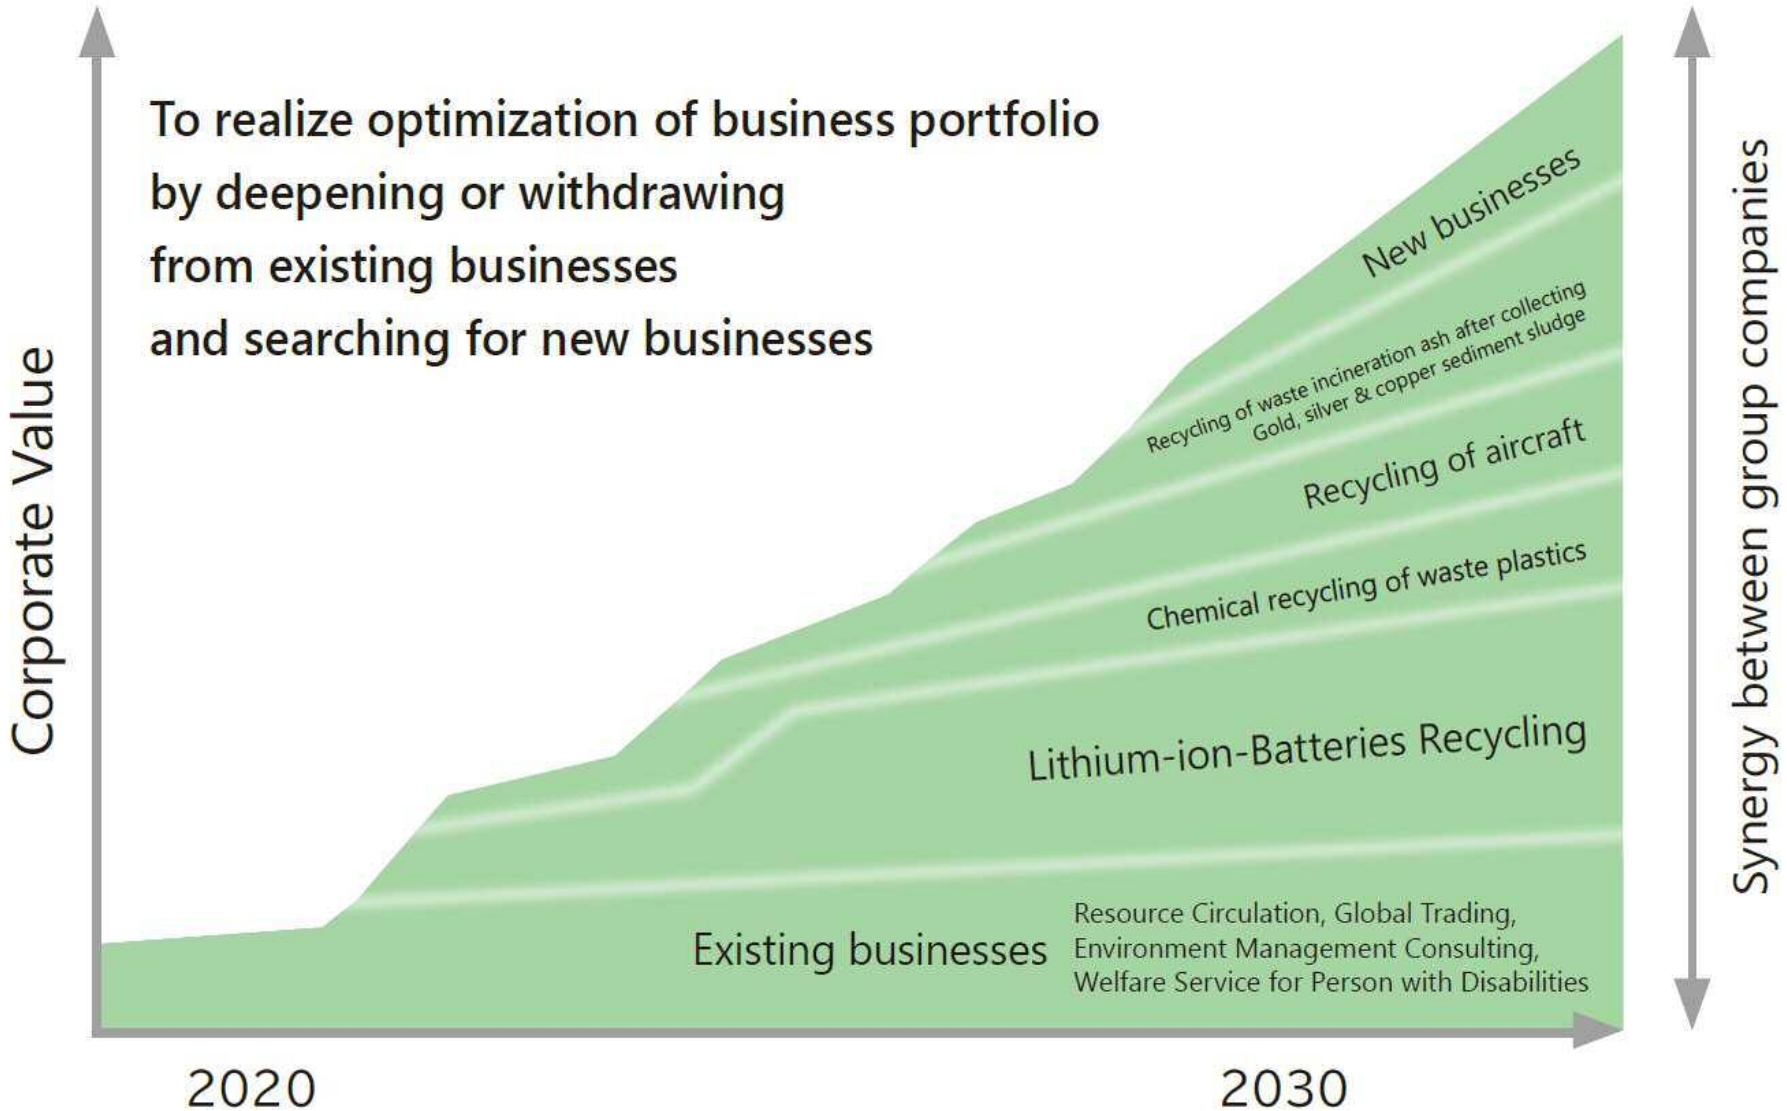 To realize optimization of business portfolio
by deepening or withdrawing
from existing businesses
and searching for new businesses
Corporate Value
New businesses
Recycling of waste incineration ash after collecting
Gold, silver & copper sediment sludge
Recycling of aircraft
Chemical recycling of waste plastics
Lithium-ion-Batteries Recycling
Existing businesses
Resource Circulation, Global Trading,
Environment Management Consulting,
Welfare Service for Person with Disabilities
Synergy between group companies
2020
2030